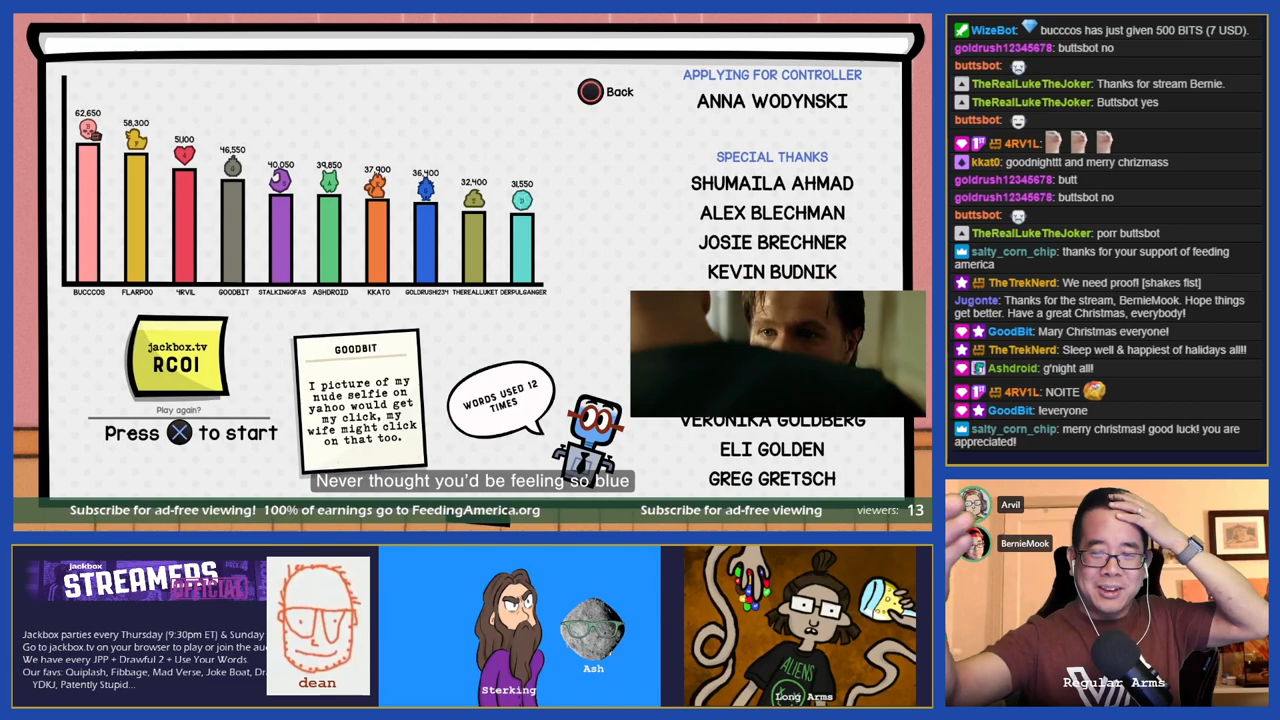 62,650
58,300
51,100
46,550
40,050
39,850
37,900
36,400
32,400
31,550
BUCCCOS
FLARPOO
4RVIL
GOODBIT
STALKINGOFAS
ASHDROID
KKATO
GOLDRUSH1234
THEREALLUKET
DERPULGANGER
Back
APPLYING FOR CONTROLLER
ANNA WODYNSKI
SPECIAL THANKS
SHUMAILA AHMAD
ALEX BLECHMAN
JOSIE BRECHNER
KEVIN BUDNIK
VERONIKA GOLDBERG
ELI GOLDEN
GREG GRETSCH
jackbox.tv
RCOI
Play again?
Press X to start
GOODBIT
I picture of my
nude selfie on
yahoo would get
my click, my
wife might click
on that too.
WORDS USED 12
TIMES
Never thought you'd be feeling so blue
Subscribe for ad-free viewing! 100% of earnings go to FeedingAmerica.org
Subscribe for ad-free viewing
viewers: 13
WizeBot: bucccos has just given 500 BITS (7 USD).
goldrush12345678: buttsbot no
buttsbot:
TheRealLukeTheJoker: Thanks for stream Bernie.
TheRealLukeTheJoker: Buttsbot yes
buttsbot:
1ST 4RV1L:
kkat0: goodnighttt and merry chrizmass
goldrush12345678: butt
goldrush12345678: buttsbot no
buttsbot:
TheRealLukeTheJoker: porr buttsbot
salty_corn_chip: thanks for your support of feeding
america
TheTrekNerd: We need proof! [shakes fist]
Jugonte: Thanks for the stream, BernieMook. Hope things
get better. Have a great Christmas, everybody!
GoodBit: Mary Christmas everyone!
TheTrekNerd: Sleep well & happiest of holidays all!!
Ashdroid: g'night all!
1ST 4RV1L: NOITE
GoodBit: !everyone
salty_corn_chip: merry christmas! good luck! you are
appreciated!
jackbox
STREAMERS
OFFICIAL
Jackbox parties every Thursday (9:30pm ET) & Sunday
Go to jackbox.tv on your browser to play or join the au
We have every JPP + Drawful 2 + Use Your Words.
Our favs: Quiplash, Fibbage, Mad Verse, Joke Boat, Dr
YDKJ, Patently Stupid...
dean
Sterking
Ash
ALIENS
Long Arms
Arvil
BernieMook
Regular Arms